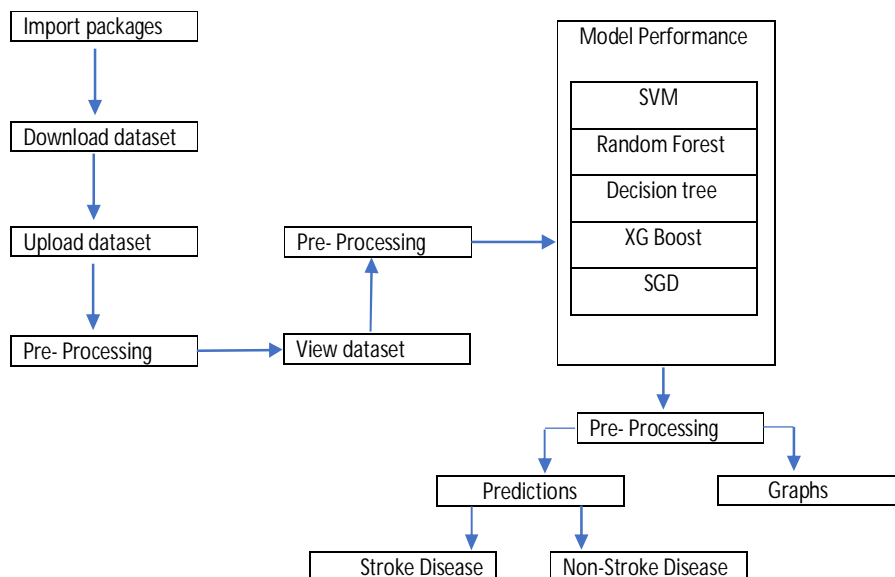 Import packages
Download dataset
Upload dataset
Pre- Processing
View dataset
Pre- Processing
Model Performance
SVM
Random Forest
Decision tree
XG Boost
SGD
Pre- Processing
Predictions
Graphs
Stroke Disease
Non-Stroke Disease